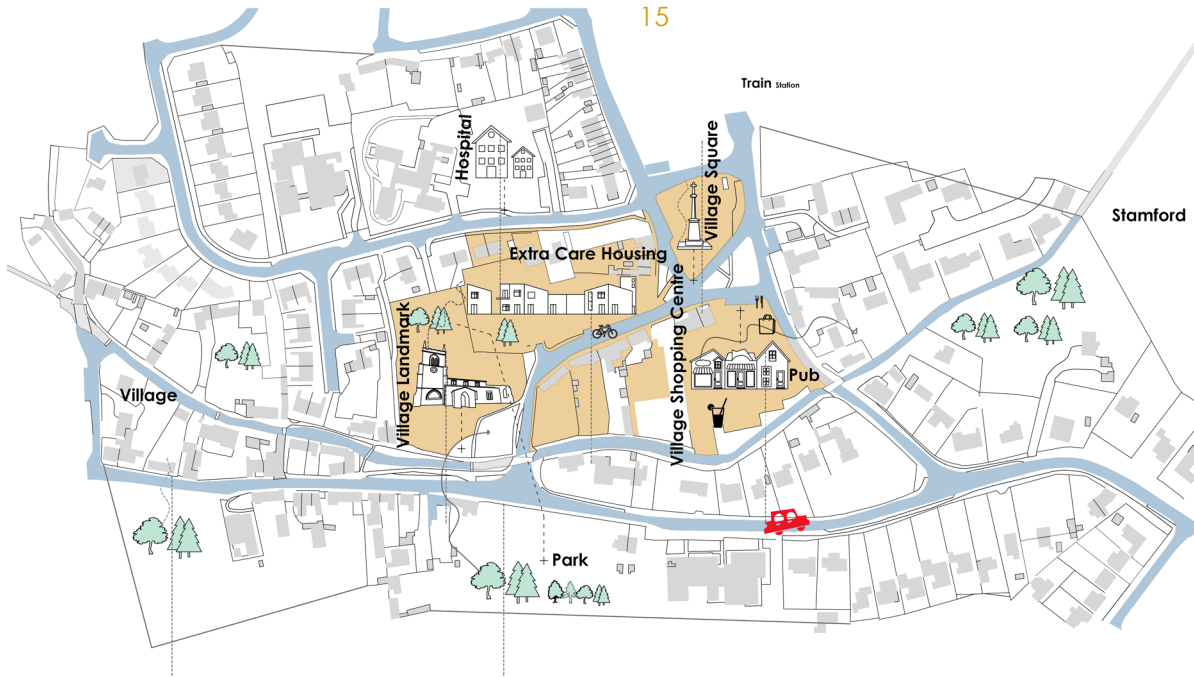 15
Train Station
Hospital
Village Square
Stamford
Extra Care Housing
Village Shopping Centre
Village Landmark
Village
Pub
Park